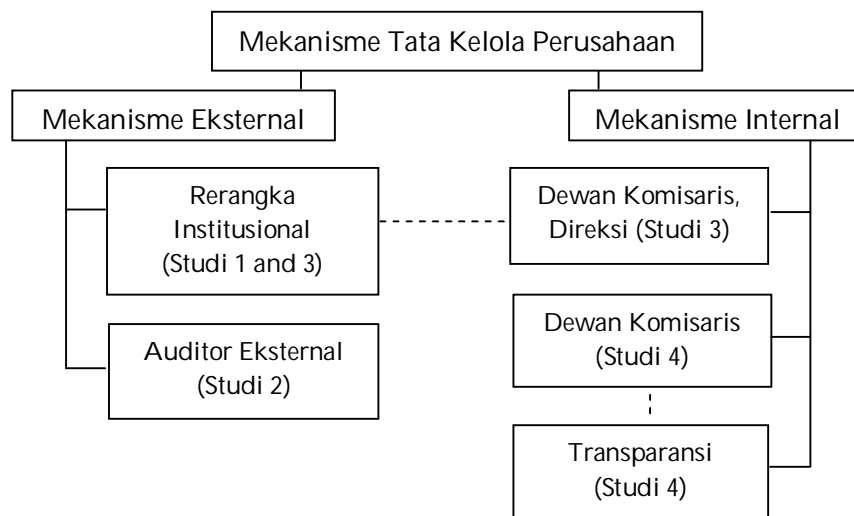 Mekanisme Tata Kelola Perusahaan
Mekanisme Eksternal
Mekanisme Internal
Rerangka
Institusional
(Studi 1 and 3)
Dewan Komisaris,
Direksi (Studi 3)
Auditor Eksternal
(Studi 2)
Dewan Komisaris
(Studi 4)
Transparansi
(Studi 4)